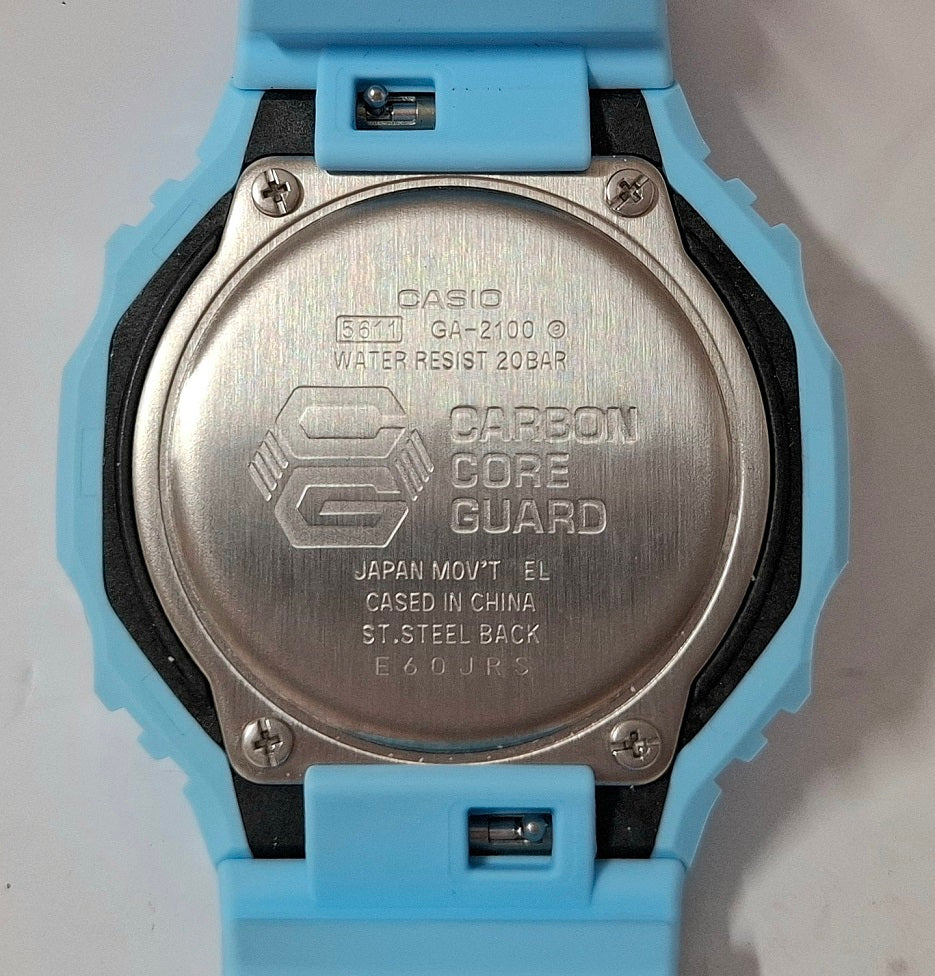 CASIO
5611 GA-2100
WATER RESIST 20BAR
CARBON
CORE
GUARD
JAPAN MOV'T EL
CASED IN CHINA
ST.STEEL BACK
E60JRS